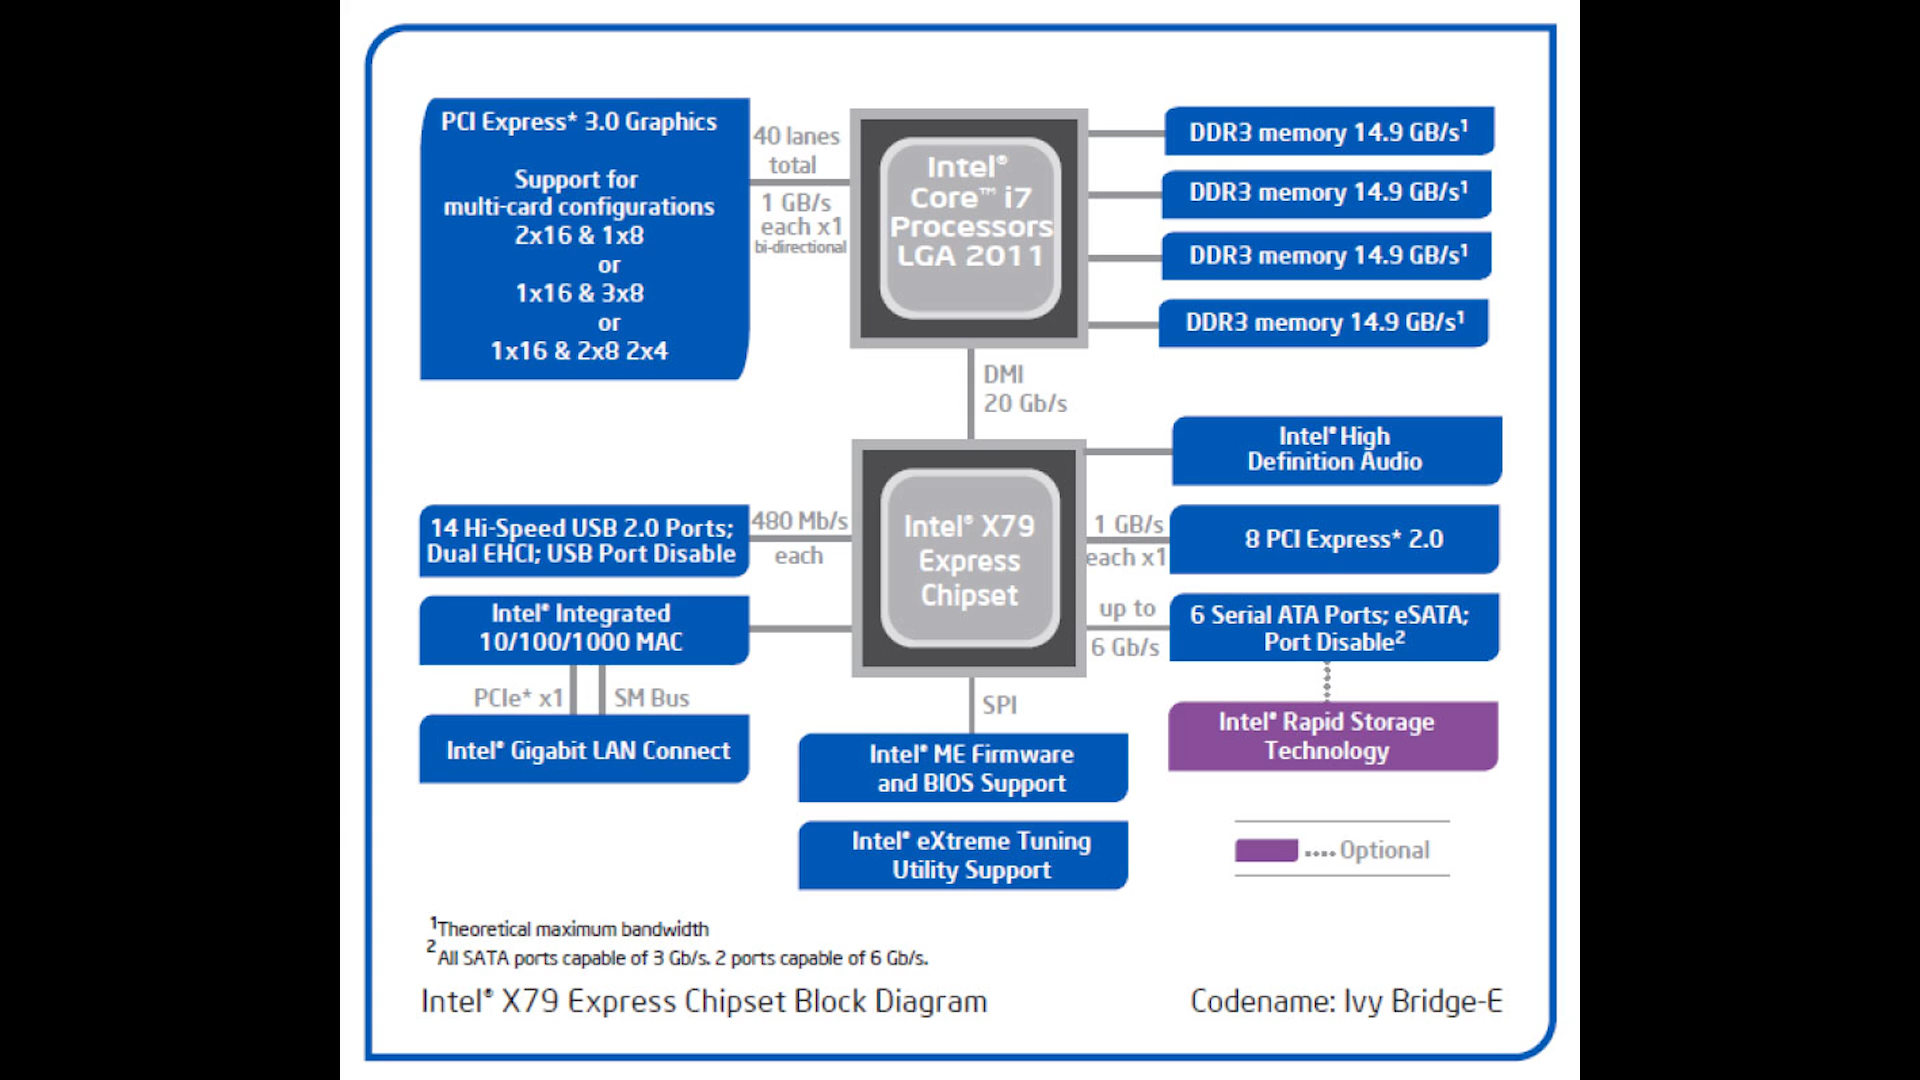 PCI Express* 3.0 Graphics
Support for
multi-card configurations
2x16 & 1x8
or
1x16 & 3x8
or
1x16 & 2x8 2x4
40 lanes
total
1 GB/s
each x1
bi-directional
Intel®
Core™ i7
Processors
LGA 2011
DDR3 memory 14.9 GB/s¹
DDR3 memory 14.9 GB/s¹
DDR3 memory 14.9 GB/s¹
DDR3 memory 14.9 GB/s¹
DMI
20 Gb/s
Intel® High
Definition Audio
14 Hi-Speed USB 2.0 Ports;
Dual EHCI; USB Port Disable
480 Mb/s
each
Intel® X79
Express
Chipset
1 GB/s
each x1
8 PCI Express* 2.0
Intel® Integrated
10/100/1000 MAC
up to
6 Gb/s
6 Serial ATA Ports; eSATA;
Port Disable²
PCIe* x1
SM Bus
SPI
Intel® Gigabit LAN Connect
Intel® ME Firmware
and BIOS Support
Intel® Rapid Storage
Technology
Intel® eXtreme Tuning
Utility Support
Optional
¹Theoretical maximum bandwidth
²All SATA ports capable of 3 Gb/s. 2 ports capable of 6 Gb/s.
Intel® X79 Express Chipset Block Diagram
Codename: Ivy Bridge-E